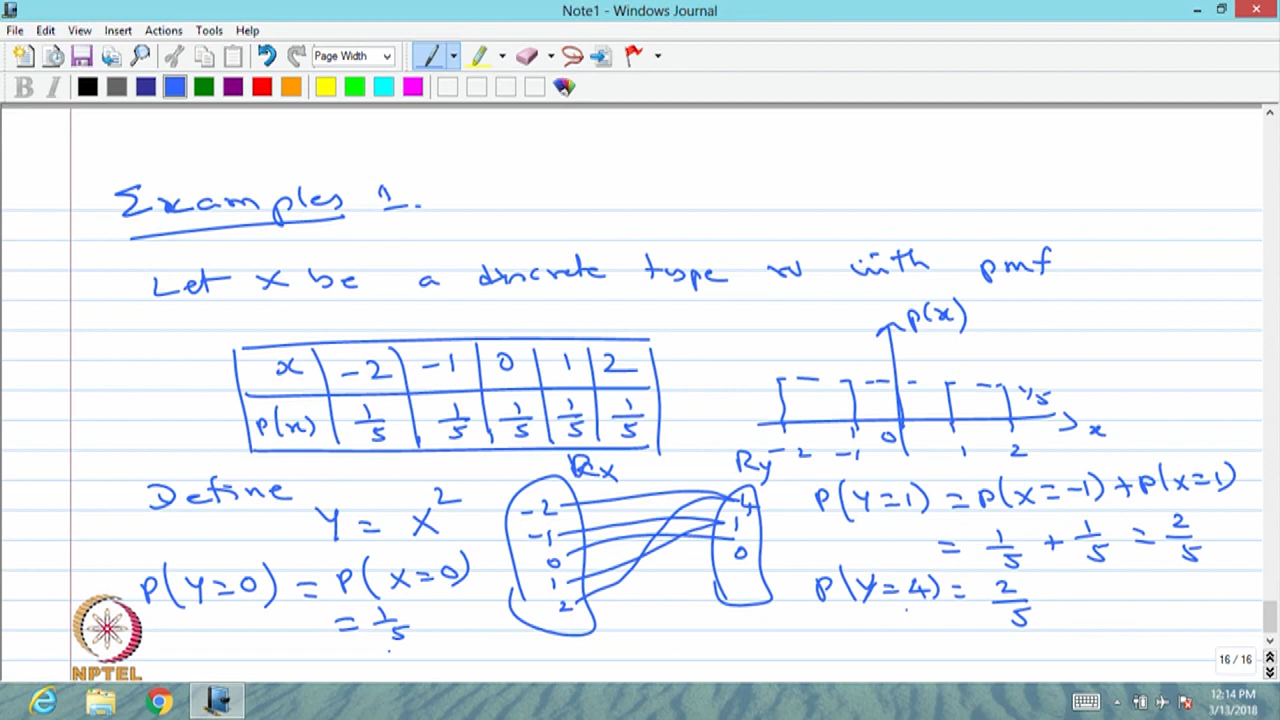 Note1 - Windows Journal
File Edit View Insert Actions Tools Help
Page Width
B I
Examples 1.
Let x be a discrete type rv with pmf
p(x)
x -2 -1 0 1 2
p(x) 1/5 1/5 1/5 1/5 1/5
1/5
-2 -1 0 1 2 x
Define
Y = X^2
Rx Ry
-2 4
-1 1
0 0
1
2
P(Y=0) = P(X=0)
= 1/5
P(Y=1) = P(X=-1) + P(X=1)
= 1/5 + 1/5 = 2/5
P(Y=4) = 2/5
NPTEL
16 / 16
12:14 PM
3/13/2018